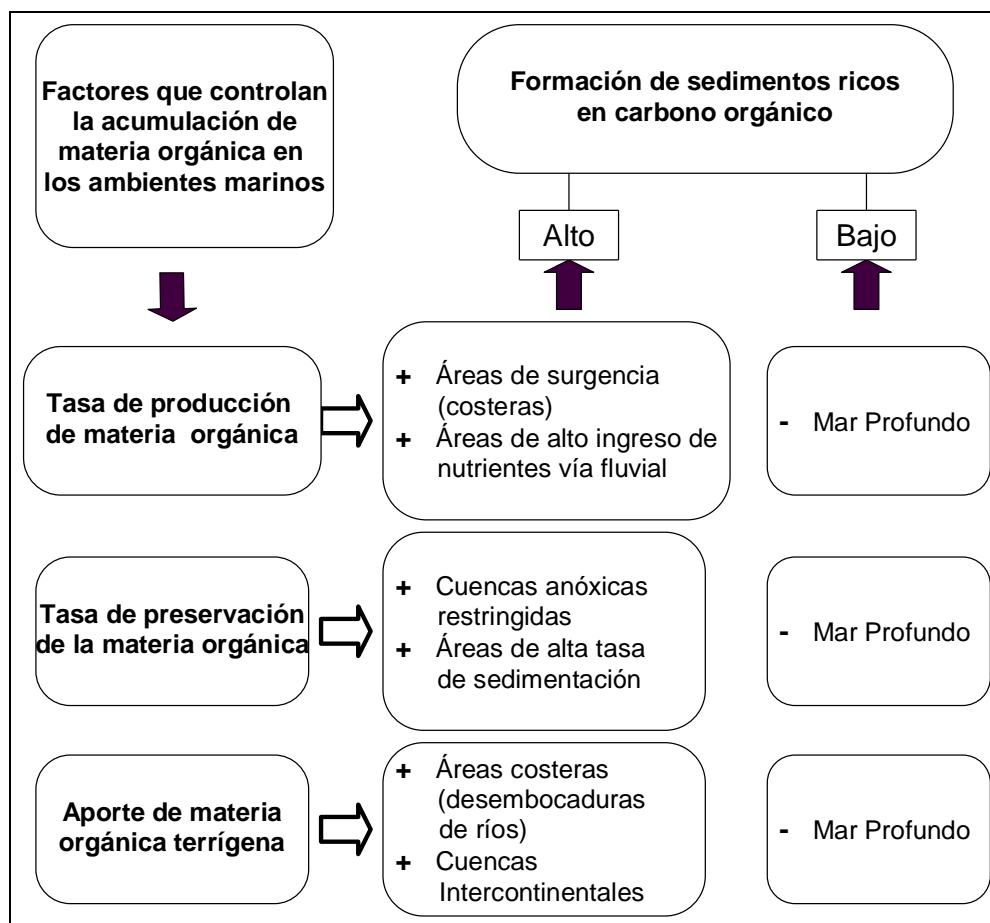 Factores que controlan
la acumulación de
materia orgánica en
los ambientes marinos
Formación de sedimentos ricos
en carbono orgánico
Alto
Bajo
Tasa de producción
de materia orgánica
+ Áreas de surgencia
(costeras)
+ Áreas de alto ingreso de
nutrientes vía fluvial
- Mar Profundo
Tasa de preservación
de la materia orgánica
+ Cuencas anóxicas
restringidas
+ Áreas de alta tasa
de sedimentación
- Mar Profundo
Aporte de materia
orgánica terrígena
+ Áreas costeras
(desembocaduras
de ríos)
+ Cuencas
Intercontinentales
- Mar Profundo